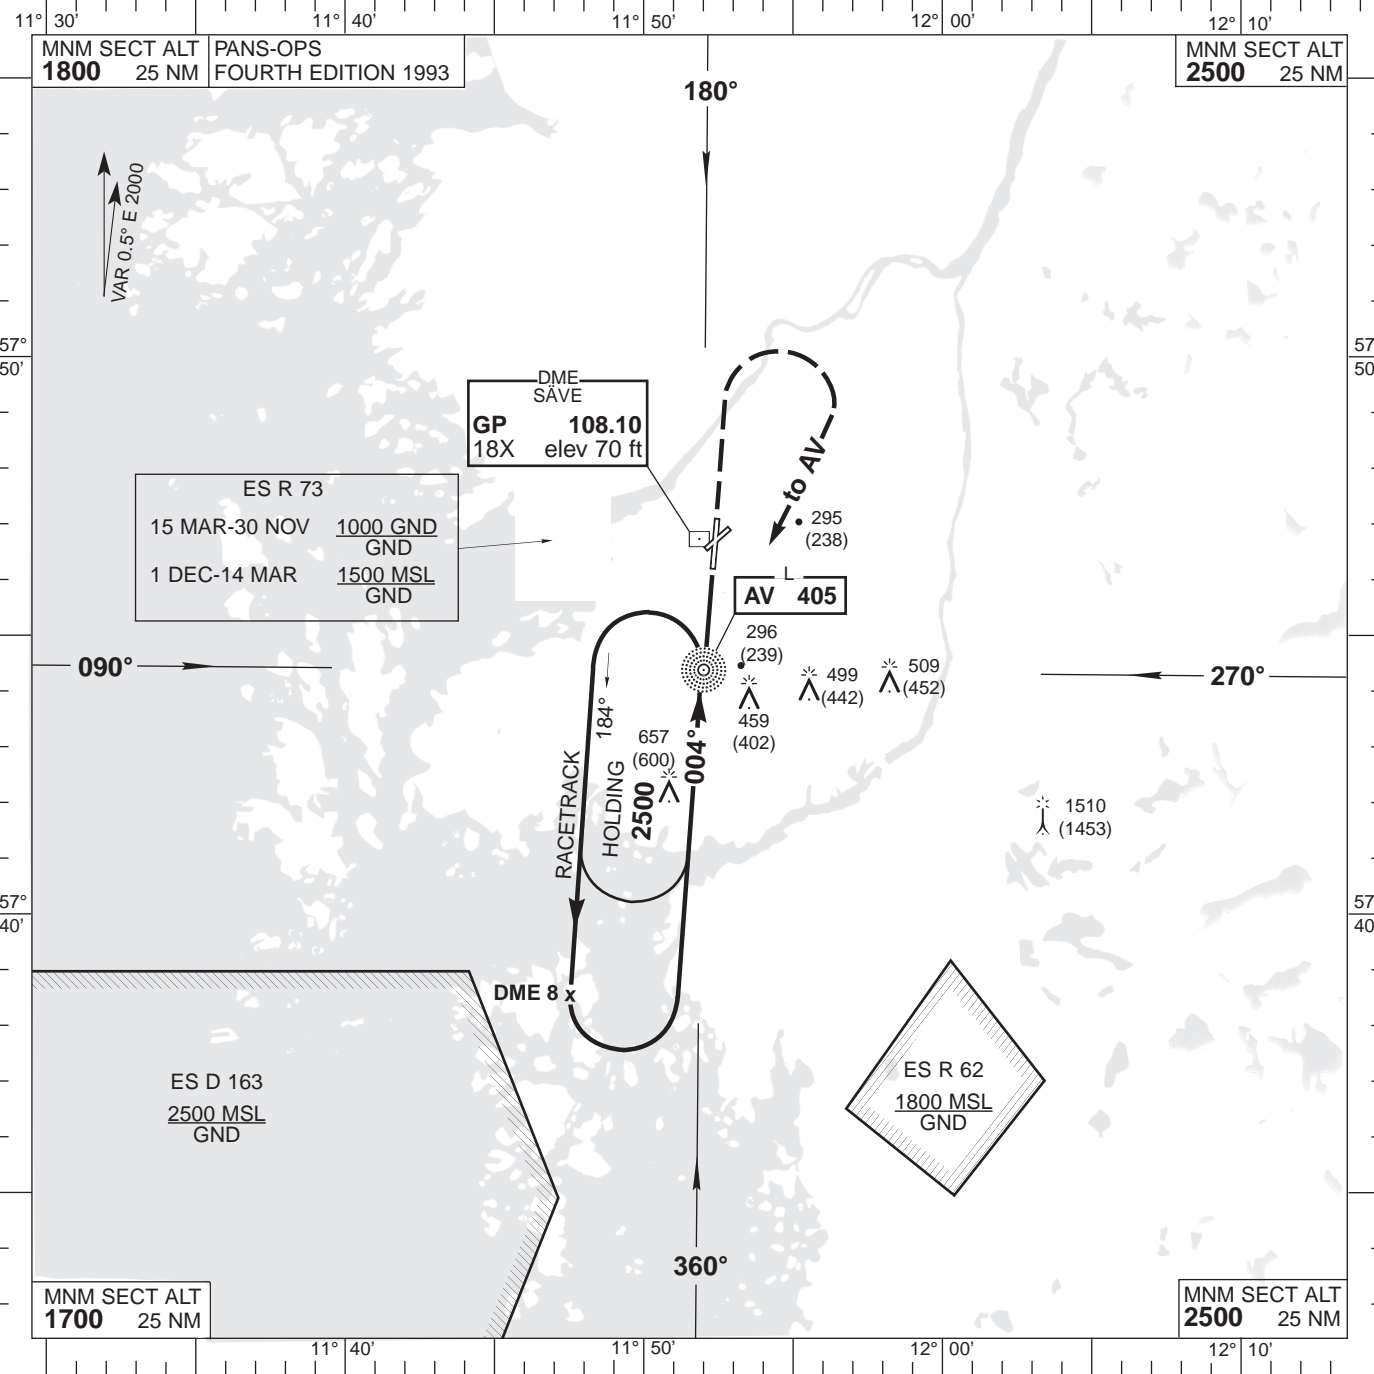 11° 30’
11° 40’
11° 50’
12° 00’
12° 10’
MNM SECT ALT
1800 25 NM
PANS-OPS
FOURTH EDITION 1993
MNM SECT ALT
2500 25 NM
180°
VAR 0.5° E 2000
57°
50’
57
50’
DME
SÄVE
GP 108.10
18X elev 70 ft
to AV
ES R 73
15 MAR-30 NOV 1000 GND
GND
1 DEC-14 MAR 1500 MSL
GND
295
(238)
L
AV 405
296
(239)
090°
499
(442)
509
(452)
270°
459
(402)
184°
657
(600)
004°
RACETRACK
HOLDING
2500
1510
(1453)
57°
40’
57
40’
DME 8 x
ES D 163
2500 MSL
GND
ES R 62
1800 MSL
GND
360°
MNM SECT ALT
1700 25 NM
MNM SECT ALT
2500 25 NM
11° 40’
11° 50’
12° 00’
12° 10’